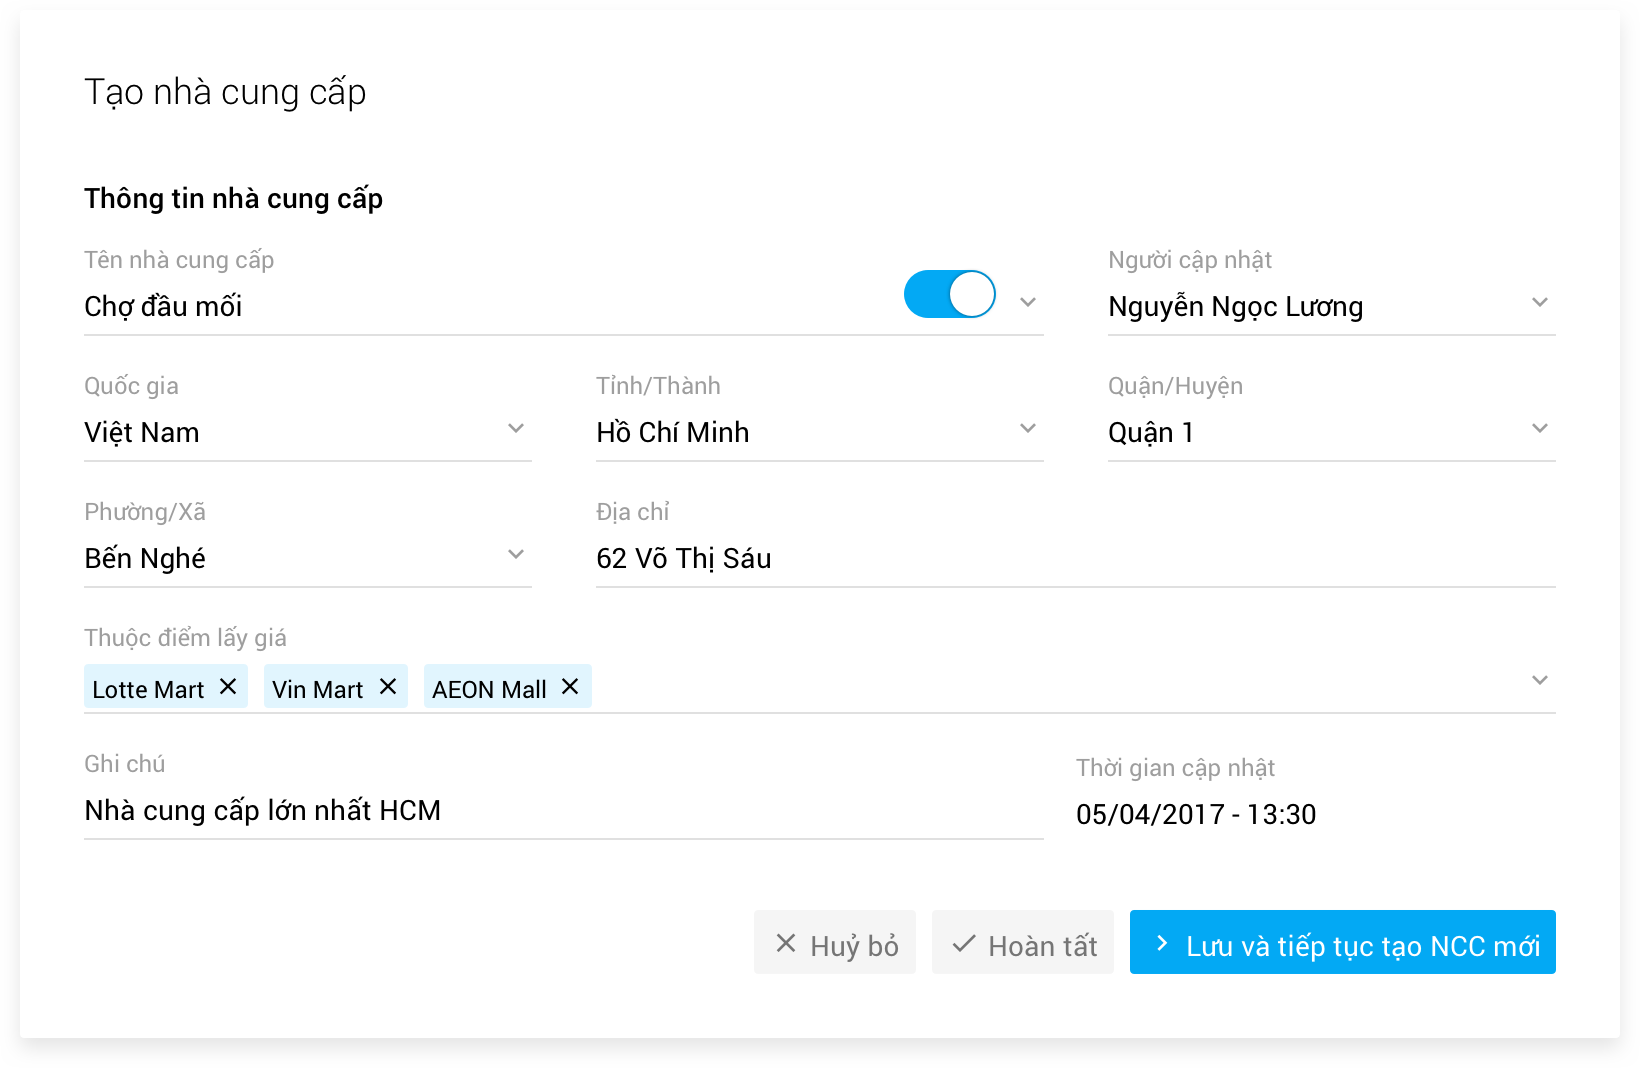 Tạo nhà cung cấp
Thông tin nhà cung cấp
Tên nhà cung cấp
Chợ đầu mối
Người cập nhật
Nguyễn Ngọc Lương
Quốc gia
Việt Nam
Tỉnh/Thành
Hồ Chí Minh
Quận/Huyện
Quận 1
Phường/Xã
Bến Nghé
Địa chỉ
62 Võ Thị Sáu
Thuộc điểm lấy giá
Lotte Mart
Vin Mart
AEON Mall
Ghi chú
Nhà cung cấp lớn nhất HCM
Thời gian cập nhật
05/04/2017 - 13:30
Huỷ bỏ
Hoàn tất
Lưu và tiếp tục tạo NCC mới